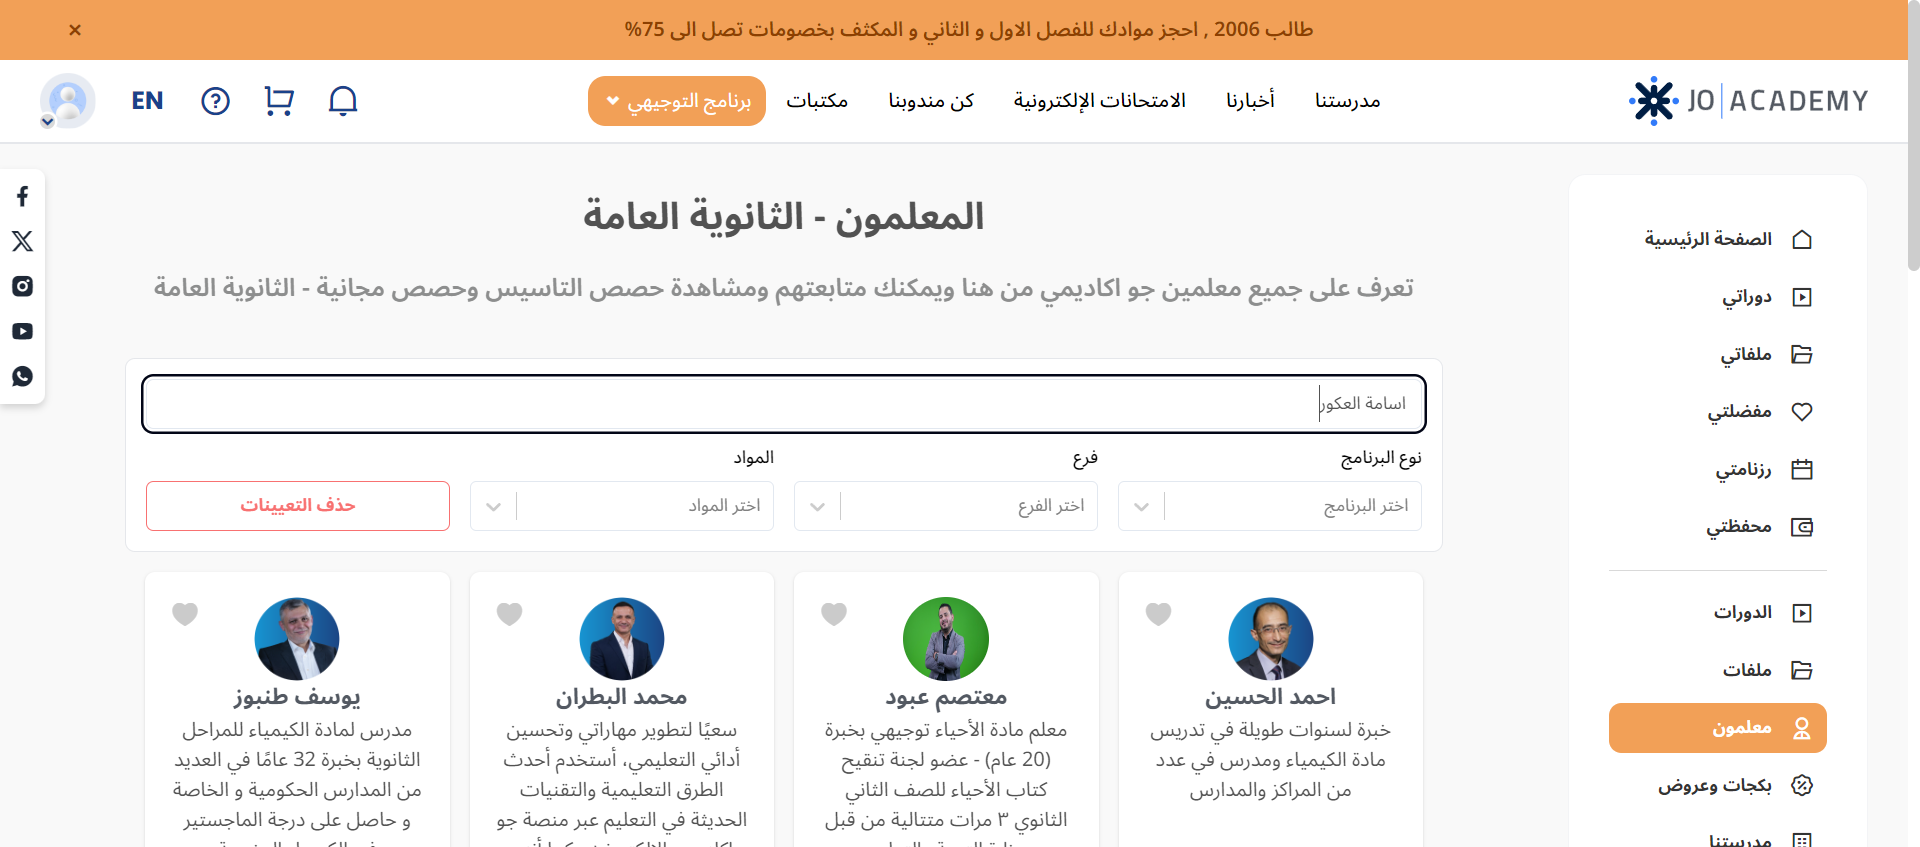 طالب 2006 , احجز موادك للفصل الاول و الثاني و المكثف بخصومات تصل الى 75%
×
JO ACADEMY
مدرستنا
أخبارنا
الامتحانات الإلكترونية
كن مندوبنا
مكتبات
برنامج التوجيهي
EN
الصفحة الرئيسية
دوراتي
ملفاتي
مفضلتي
رزنامتي
محفظتي
الدورات
ملفات
معلمون
بكجات وعروض
مدرستنا
المعلمون - الثانوية العامة
تعرف على جميع معلمين جو اكاديمي من هنا ويمكنك متابعتهم ومشاهدة حصص التاسيس وحصص مجانية - الثانوية العامة
اسامة العكور
نوع البرنامج
اختر البرنامج
فرع
اختر الفرع
المواد
اختر المواد
حذف التعيينات
احمد الحسين
خبرة لسنوات طويلة في تدريس
مادة الكيمياء ومدرس في عدد
من المراكز والمدارس
معتصم عبود
معلم مادة الأحياء توجيهي بخبرة
(20 عام) - عضو لجنة تنقيح
كتاب الأحياء للصف الثاني
الثانوي ٣ مرات متتالية من قبل
محمد البطران
سعيًا لتطوير مهاراتي وتحسين
أدائي التعليمي، أستخدم أحدث
الطرق التعليمية والتقنيات
الحديثة في التعليم عبر منصة جو
يوسف طنبوز
مدرس لمادة الكيمياء للمراحل
الثانوية بخبرة 32 عامًا في العديد
من المدارس الحكومية و الخاصة
و حاصل على درجة الماجستير